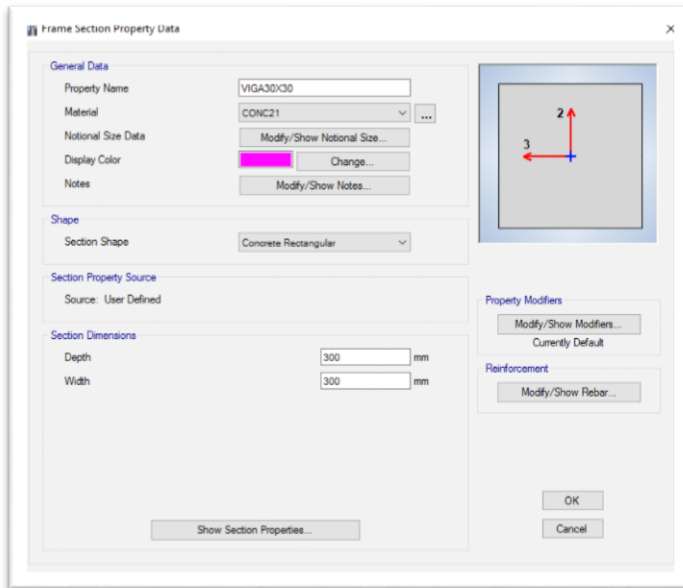 Frame Section Property Data
General Data
Property Name VIGA30X30
Material CONC21 ...
Notional Size Data Modify/Show Notional Size...
Display Color Change...
Notes Modify/Show Notes...
2
3
Shape
Section Shape Concrete Rectangular
Section Property Source
Source: User Defined
Property Modifiers
Modify/Show Modifiers...
Currently Default
Section Dimensions
Depth 300 mm
Width 300 mm
Reinforcement
Modify/Show Rebar...
Show Section Properties...
OK
Cancel